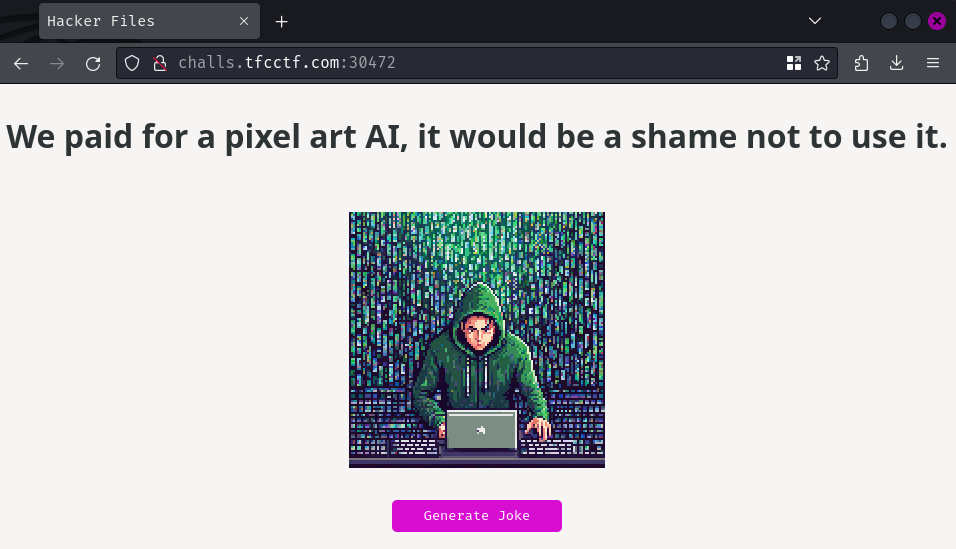 Hacker Files
challs.tfcctf.com:30472
We paid for a pixel art AI, it would be a shame not to use it.
Generate Joke